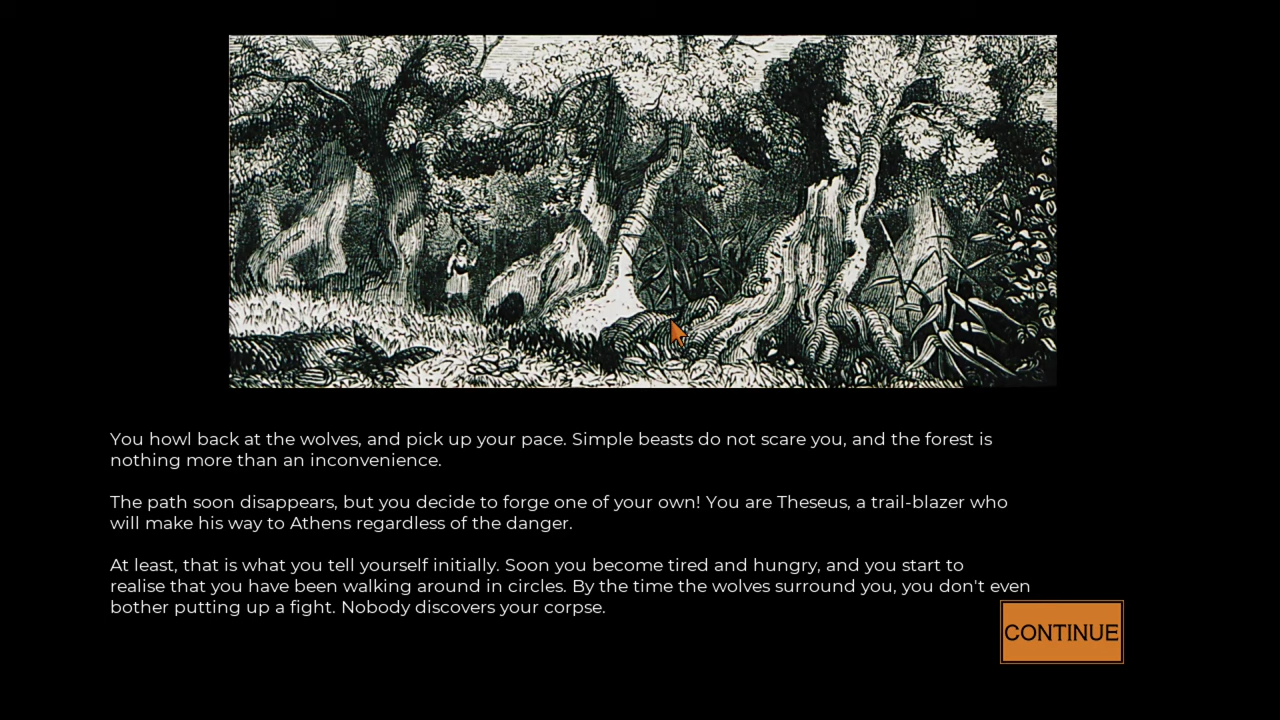 You howl back at the wolves, and pick up your pace. Simple beasts do not scare you, and the forest is
nothing more than an inconvenience.
The path soon disappears, but you decide to forge one of your own! You are Theseus, a trail-blazer who
will make his way to Athens regardless of the danger.
At least, that is what you tell yourself initially. Soon you become tired and hungry, and you start to
realise that you have been walking around in circles. By the time the wolves surround you, you don't even
bother putting up a fight. Nobody discovers your corpse.
CONTINUE